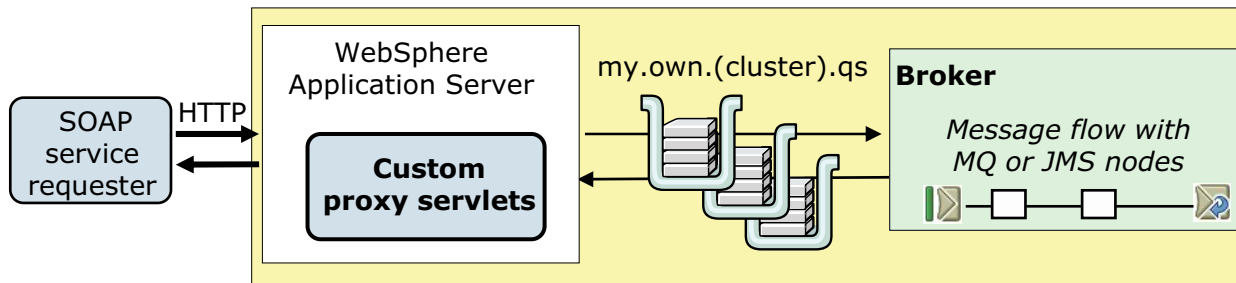 SOAP
service
requester
HTTP
WebSphere
Application Server
Custom
proxy servlets
my.own.(cluster).qs
Broker
Message flow with
MQ or JMS nodes